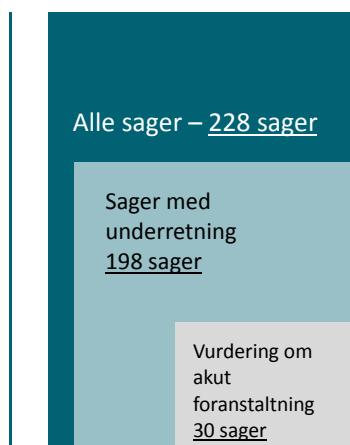 Alle sager – 228 sager
Sager med
underretning
198 sager
Vurdering om
akut
foranstaltning
30 sager